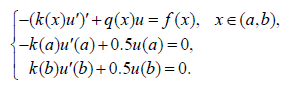 −(k(x)u′)′+q(x)u = f(x), x∈(a,b),
−k(a)u′(a)+0.5u(a)=0,
k(b)u′(b)+0.5u(b)=0.